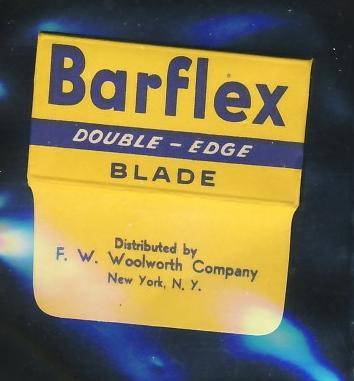 Barflex
DOUBLE - EDGE
BLADE
Distributed by
F. W. Woolworth Company
New York, N. Y.